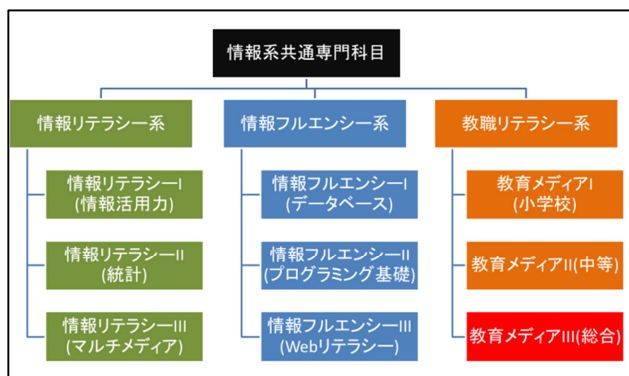 情報系共通専門科目
情報リテラシー系
情報フルエンシー系
教職リテラシー系
情報リテラシーI
(情報活用力)
情報リテラシーII
(統計)
情報リテラシーIII
(マルチメディア)
情報フルエンシーI
(データベース)
情報フルエンシーII
(プログラミング基礎)
情報フルエンシーIII
(Webリテラシー)
教育メディアI
(小学校)
教育メディアII(中等)
教育メディアIII(総合)